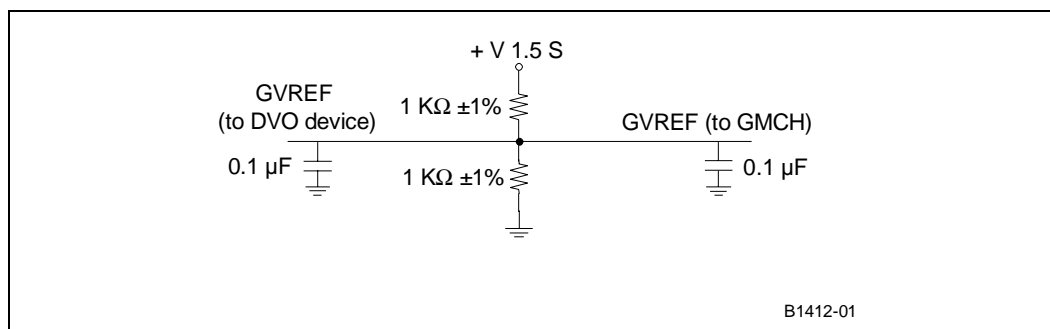 + V 1.5 S
GVREF
(to DVO device)
1 KΩ ±1%
GVREF (to GMCH)
0.1 µF
1 KΩ ±1%
0.1 µF
B1412-01